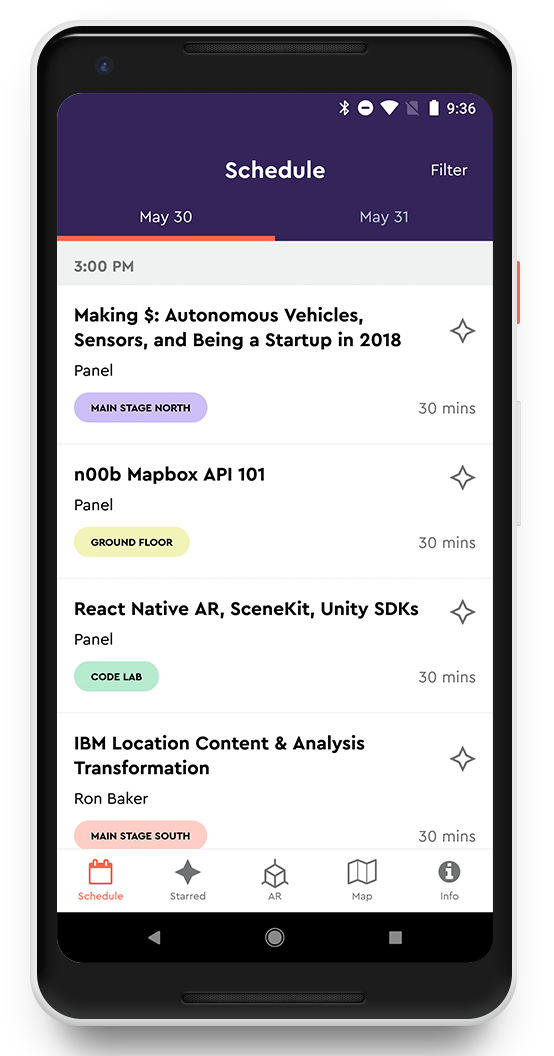 9:36
Schedule
Filter
May 30
May 31
3:00 PM
Making $: Autonomous Vehicles,
Sensors, and Being a Startup in 2018
Panel
MAIN STAGE NORTH
30 mins
n00b Mapbox API 101
Panel
GROUND FLOOR
30 mins
React Native AR, SceneKit, Unity SDKs
Panel
CODE LAB
30 mins
IBM Location Content & Analysis
Transformation
Ron Baker
MAIN STAGE SOUTH
30 mins
Schedule
Starred
AR
Map
Info